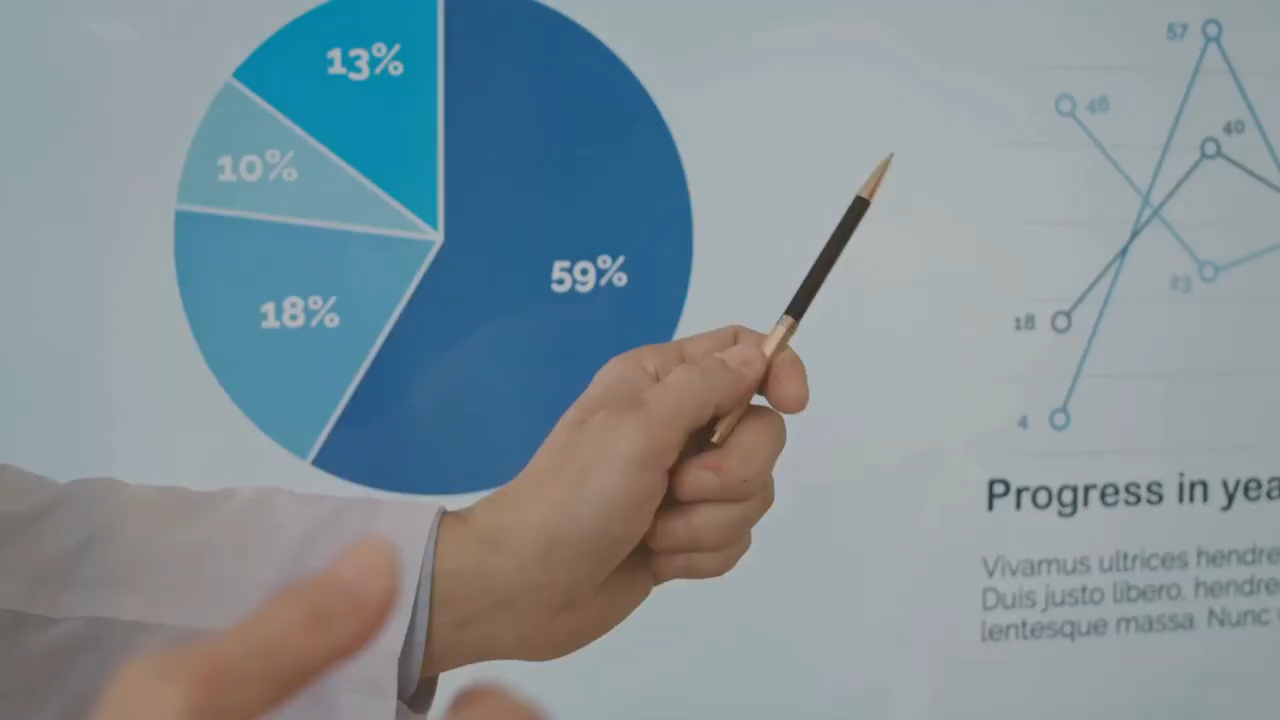 13%
10%
18%
59%
57
46
40
23
18
4
Progress in yea
Vivamus ultrices hendre
Duis justo libero, hendre
lentesque massa. Nunc